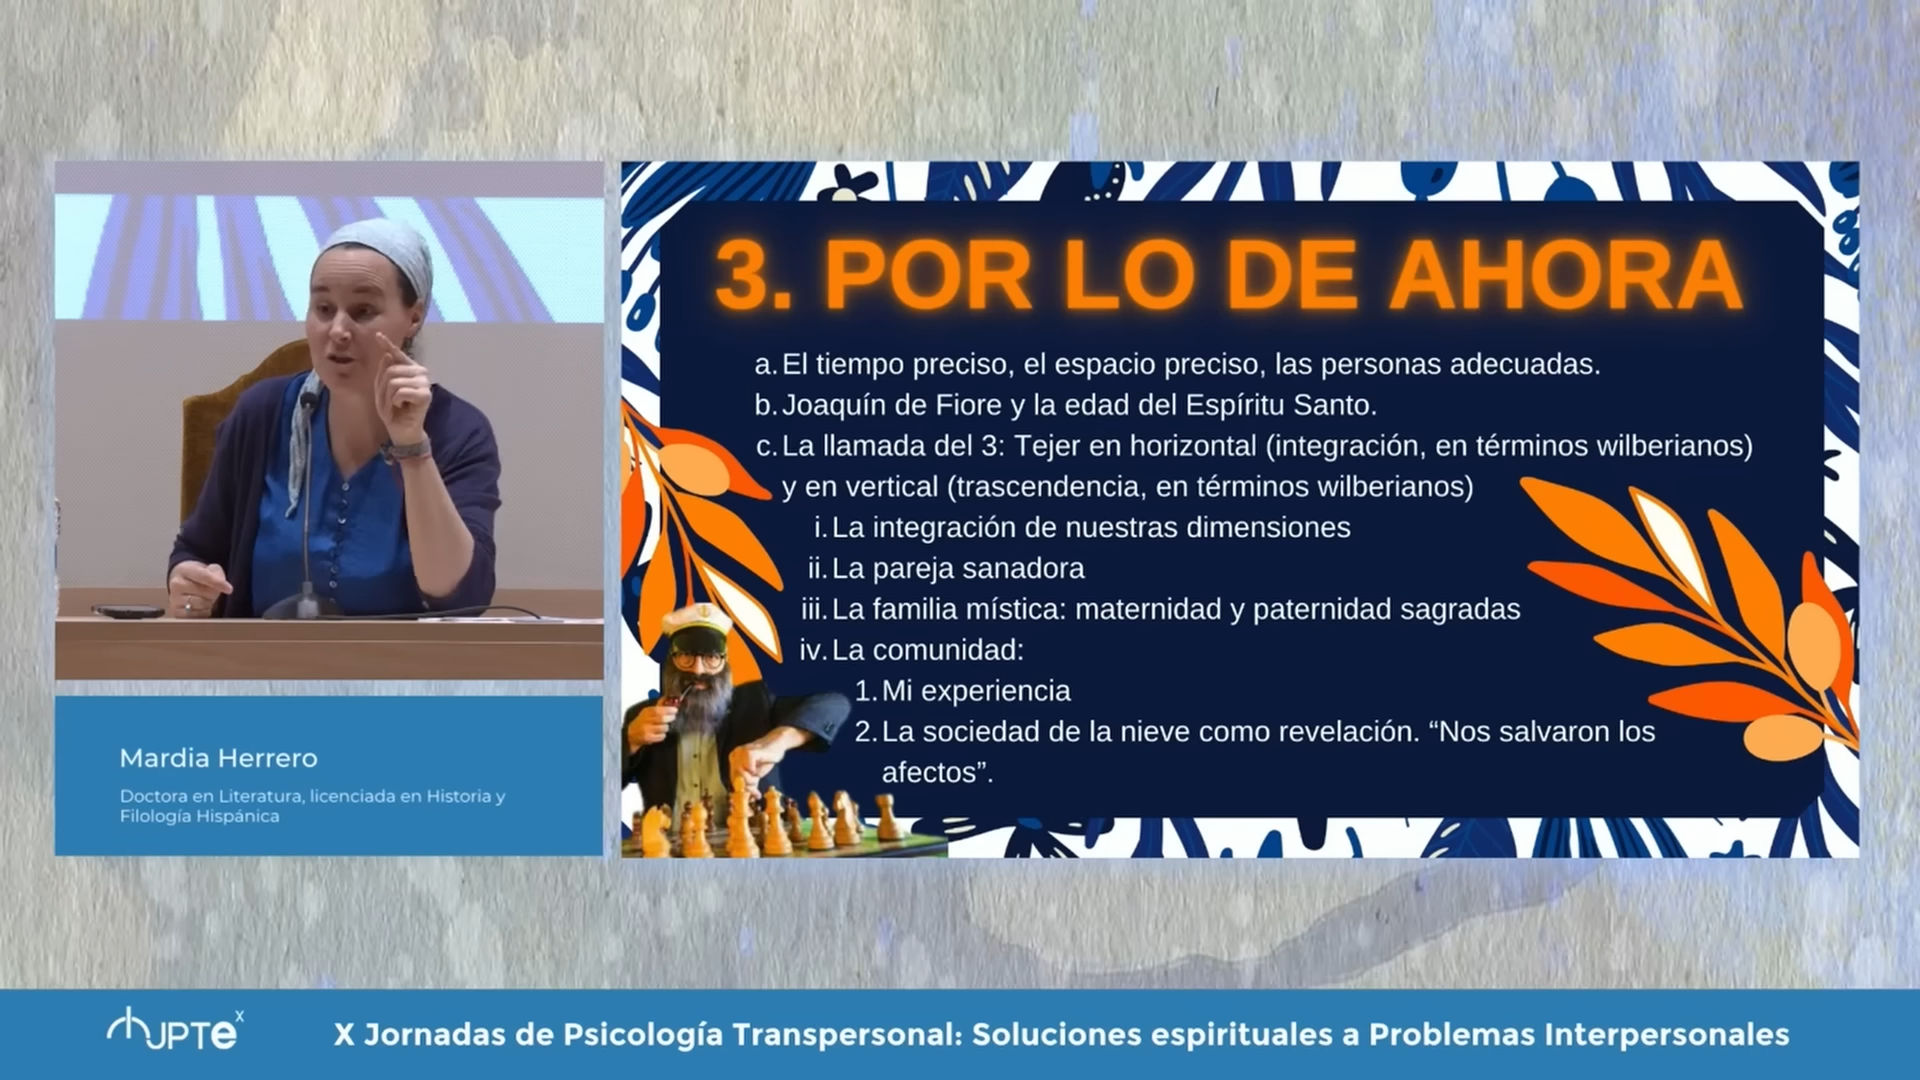 3. POR LO DE AHORA
a. El tiempo preciso, el espacio preciso, las personas adecuadas.
b. Joaquín de Fiore y la edad del Espíritu Santo.
c. La llamada del 3: Tejer en horizontal (integración, en términos wilberianos)
y en vertical (trascendencia, en términos wilberianos)
i. La integración de nuestras dimensiones
ii. La pareja sanadora
iii. La familia mística: maternidad y paternidad sagradas
iv. La comunidad:
1. Mi experiencia
2. La sociedad de la nieve como revelación. “Nos salvaron los
afectos”.
Mardia Herrero
Doctora en Literatura, licenciada en Historia y
Filología Hispánica
JPTe x
X Jornadas de Psicología Transpersonal: Soluciones espirituales a Problemas Interpersonales